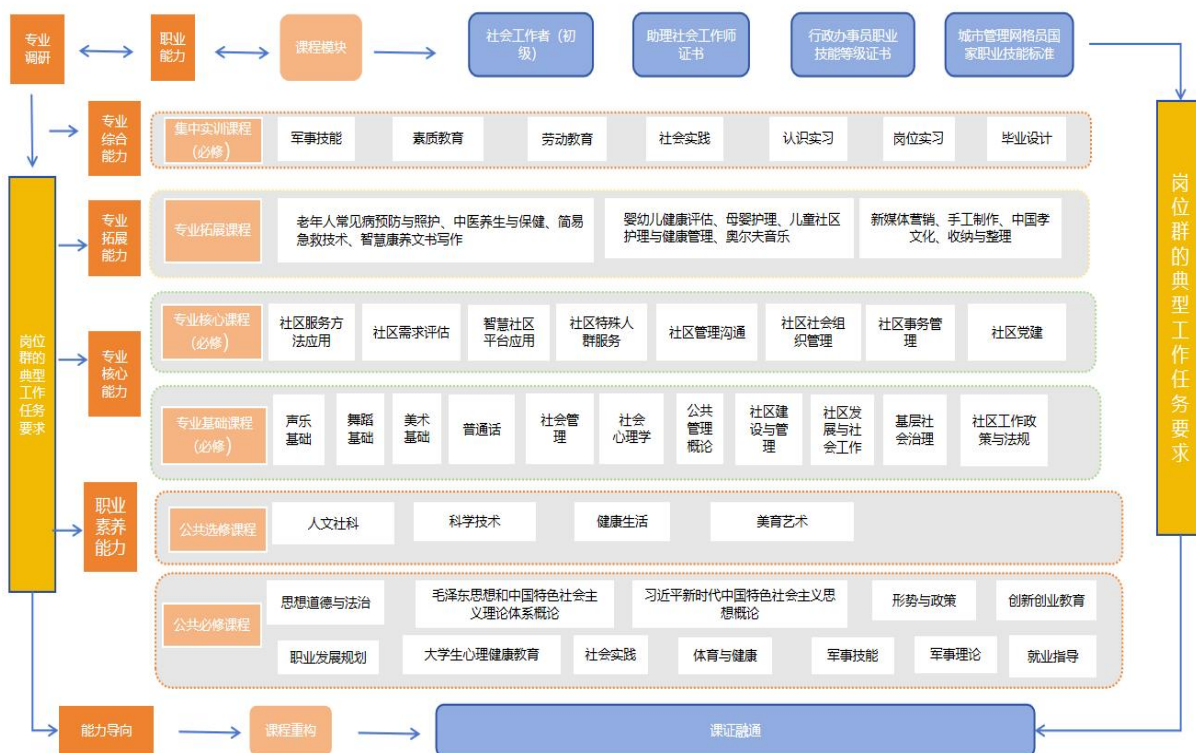 专业
调研
职业
能力
课程模块
社会工作者（初
级）
助理社会工作师
证书
行政办事员职业
技能等级证书
城市管理网格员国
家职业技能标准
专业
综合
能力
集中实训课程
(必修)
军事技能
素质教育
劳动教育
社会实践
认识实习
岗位实习
毕业设计
专业
拓展
能力
专业拓展课程
老年人常见病预防与照护、中医养生与保健、简易
急救技术、智慧康养文书写作
婴幼儿健康评估、母婴护理、儿童社区
护理与健康管理、奥尔夫音乐
新媒体营销、手工制作、中国孝
文化、收纳与整理
岗位
群的
典型
工作
任务
要求
专业
核心
能力
专业核心课程
(必修)
社区服务方
法应用
社区需求评估
智慧社区
平台应用
社区特殊人
群服务
社区管理沟通
社区社会组
织管理
社区事务管
理
社区党建
专业基础课程
(必修)
声乐
基础
舞蹈
基础
美术
基础
普通话
社会管
理
社会
心理学
公共
管理
概论
社区建
设与管
理
社区发
展与社
会工作
基层社
会治理
社区工作政
策与法规
职业
素养
能力
公共选修课程
人文社科
科学技术
健康生活
美育艺术
公共必修课程
思想道德与法治
毛泽东思想和中国特色社会主
义理论体系概论
习近平新时代中国特色社会主义思
想概论
形势与政策
创新创业教育
职业发展规划
大学生心理健康教育
社会实践
体育与健康
军事技能
军事理论
就业指导
岗位群的典型工作任务要求
能力导向
课程重构
课证融通